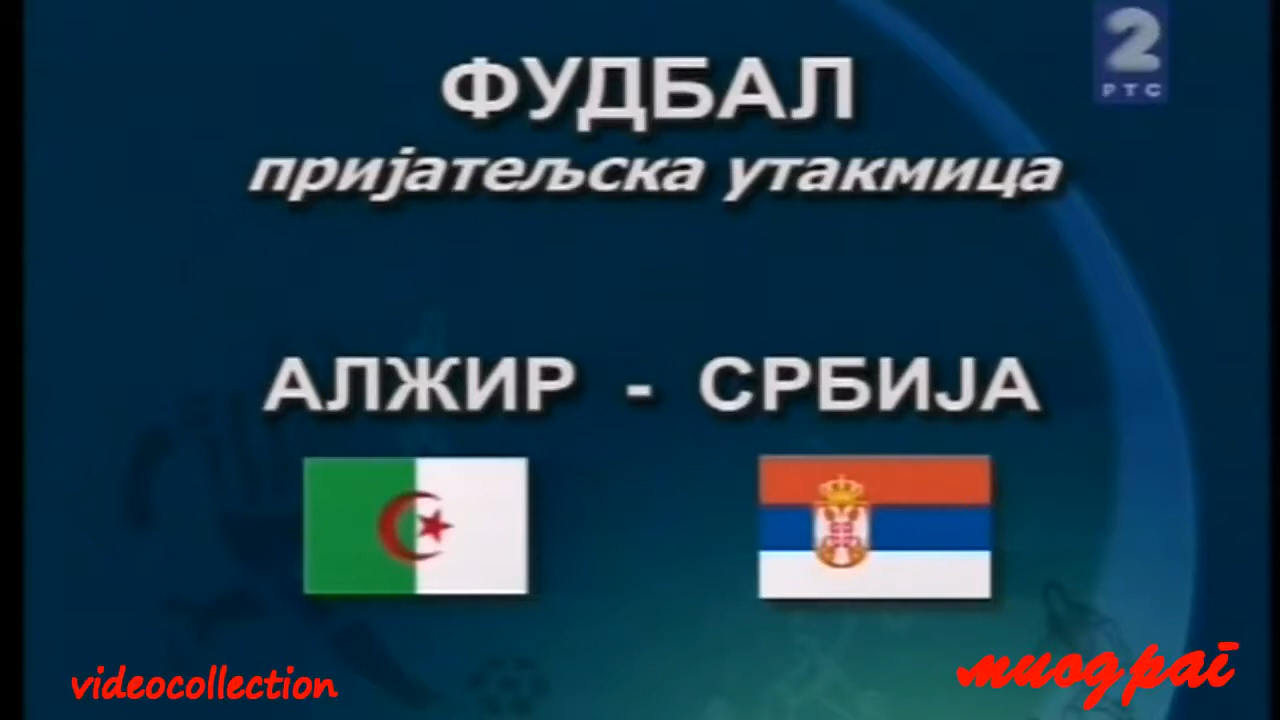 2
РТС
ФУДБАЛ
пријатељска утакмица
АЛЖИР - СРБИЈА
videocollection
миодраг